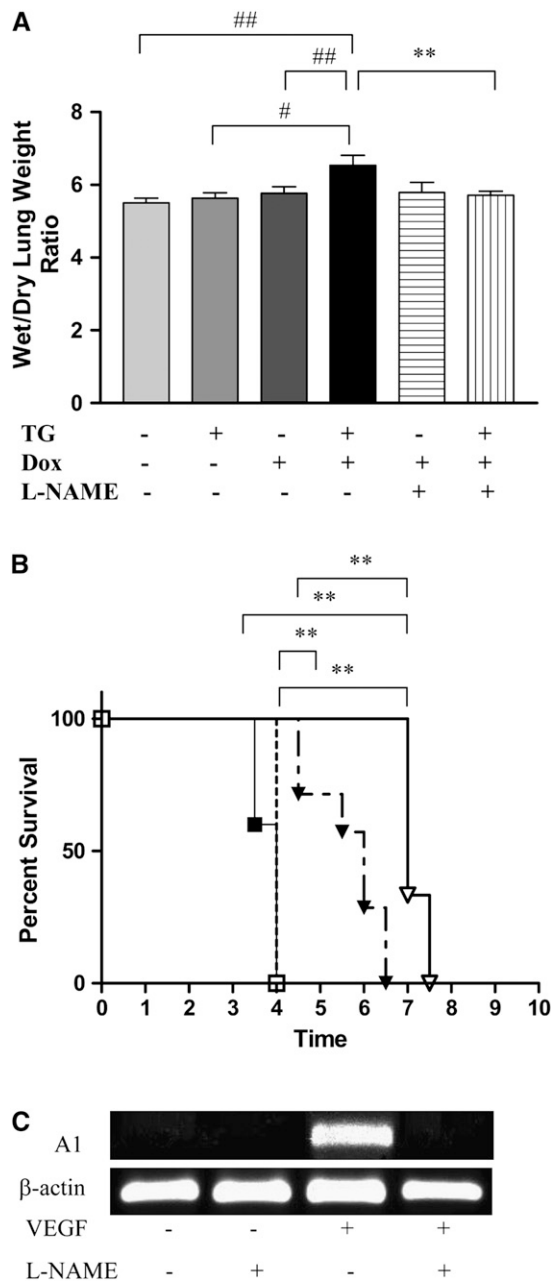 A
##
## **
#
8
6
4
2
0
Wet/Dry Lung Weight
Ratio
TG - + - + - +
Dox - - + + + +
L-NAME - - - - + +
B
**
**
**
**
100
50
0
Percent Survival
0 1 2 3 4 5 6 7 8 9 10
Time
C
A1
β-actin
VEGF - - + +
L-NAME - + - +